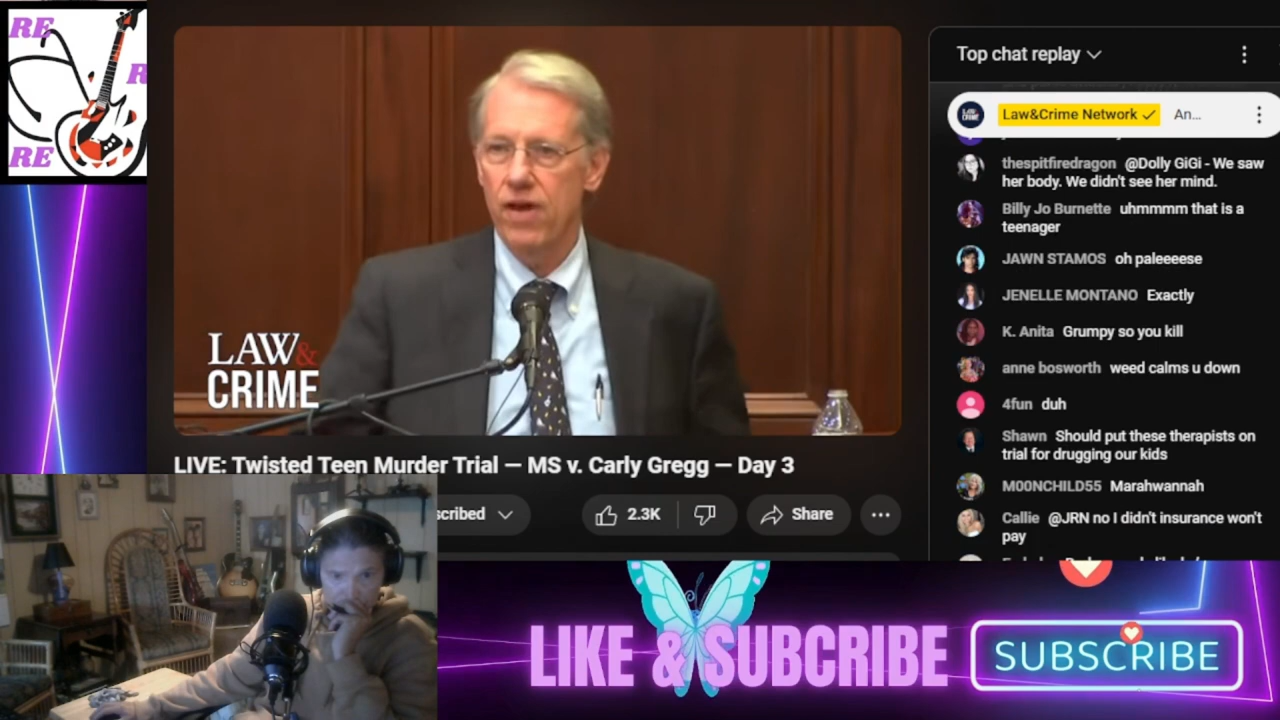 RE
R
RE
LAW&
CRIME
LIVE: Twisted Teen Murder Trial — MS v. Carly Gregg — Day 3
scribed
2.3K
Share
Top chat replay
Law&Crime Network
An...
thespitfiredragon @Dolly GiGi - We saw
her body. We didn't see her mind.
Billy Jo Burnette uhmmmm that is a
teenager
JAWN STAMOS oh paleeeese
JENELLE MONTANO Exactly
K. Anita Grumpy so you kill
anne bosworth weed calms u down
4fun duh
Shawn Should put these therapists on
trial for drugging our kids
M00NCHILD55 Marahwannah
Callie @JRN no I didn't insurance won't
pay
LIKE & SUBCRIBE
SUBSCRIBE